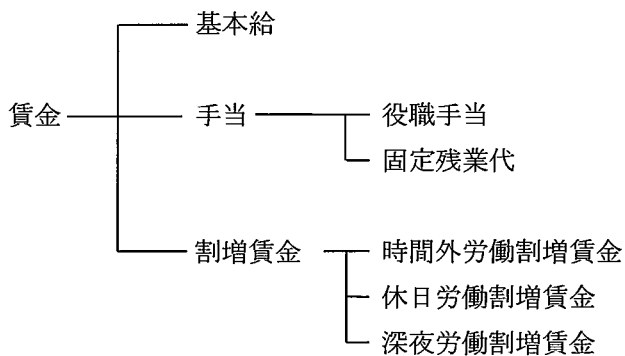 基本給
賃金
手当
役職手当
固定残業代
割増賃金
時間外労働割増賃金
休日労働割増賃金
深夜労働割増賃金